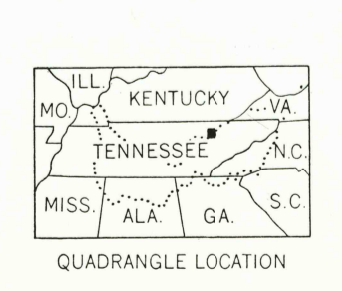 ILL.
MO.
KENTUCKY
VA.
TENNESSEE
N.C.
MISS.
ALA.
GA.
S.C.
QUADRANGLE LOCATION